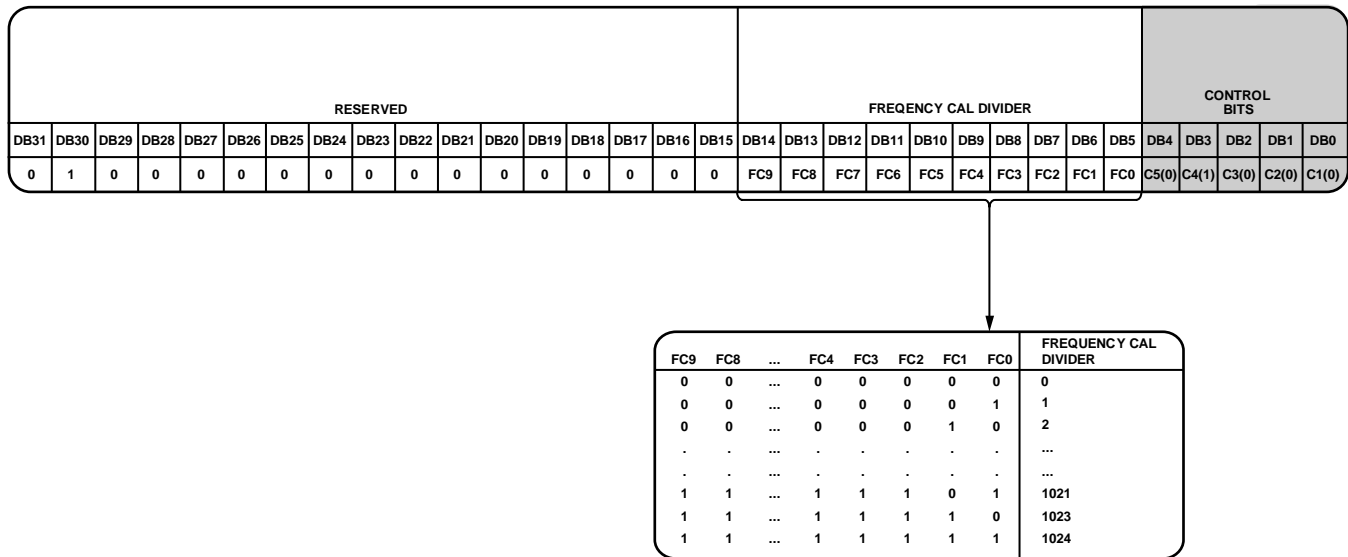 RESERVED FREQENCY CAL DIVIDER CONTROL
BITS
DB31 DB30 DB29 DB28 DB27 DB26 DB25 DB24 DB23 DB22 DB21 DB20 DB19 DB18 DB17 DB16 DB15 DB14 DB13 DB12 DB11 DB10 DB9 DB8 DB7 DB6 DB5 DB4 DB3 DB2 DB1 DB0
0 1 0 0 0 0 0 0 0 0 0 0 0 0 0 0 0 FC9 FC8 FC7 FC6 FC5 FC4 FC3 FC2 FC1 FC0 C5(0) C4(1) C3(0) C2(0) C1(0)
FC9 FC8 ... FC4 FC3 FC2 FC1 FC0 FREQUENCY CAL
DIVIDER
0 0 ... 0 0 0 0 0 0
0 0 ... 0 0 0 0 1 1
0 0 ... 0 0 0 1 0 2
. . ... . . . . . ...
. . ... . . . . . ...
1 1 ... 1 1 1 0 1 1021
1 1 ... 1 1 1 1 0 1023
1 1 ... 1 1 1 1 1 1024